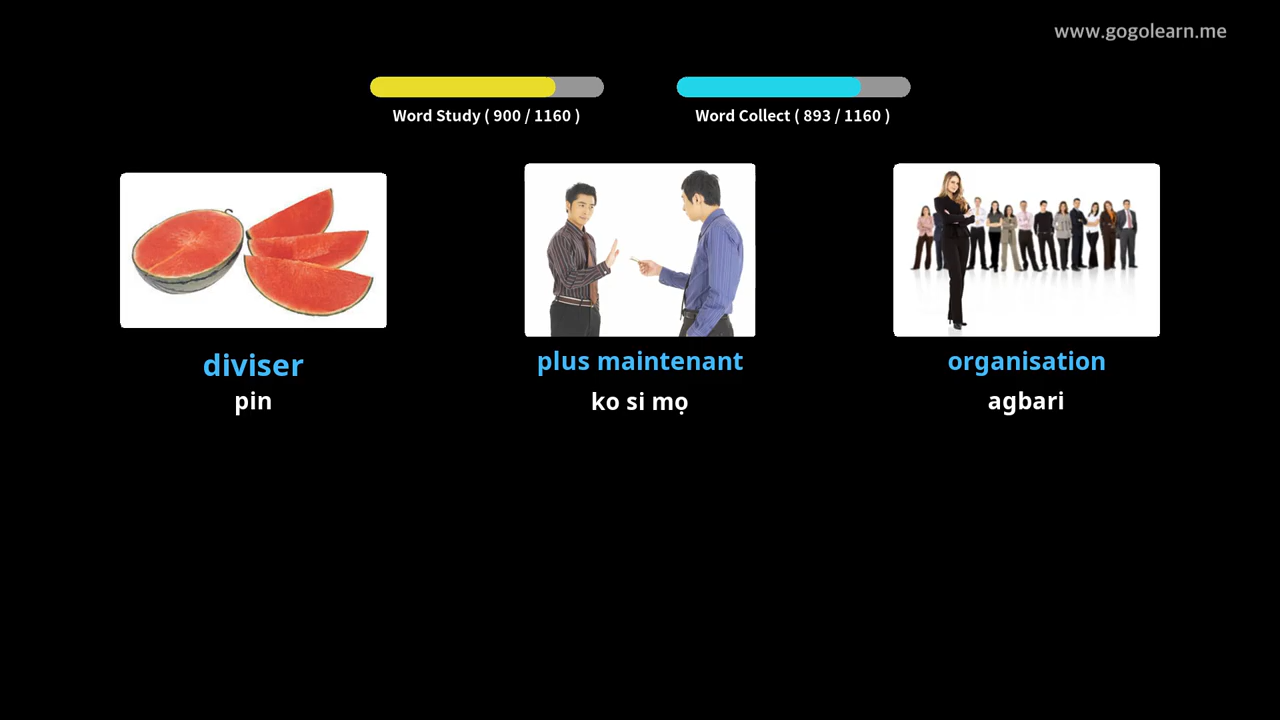 www.gogolearn.me
Word Study ( 900 / 1160 )
Word Collect ( 893 / 1160 )
diviser
pin
plus maintenant
ko si mọ
organisation
agbari